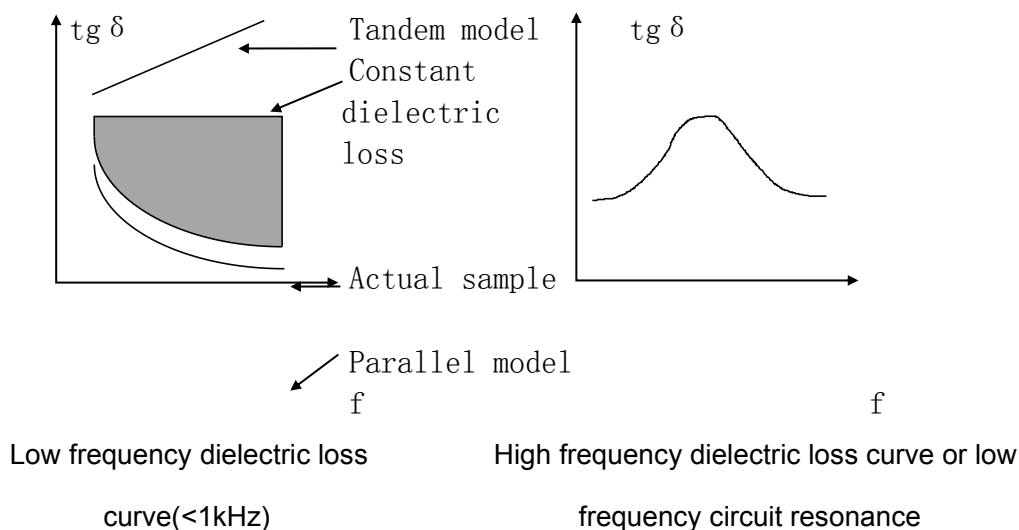 tg δ
Tandem model
Constant
dielectric
loss
Actual sample
Parallel model
f
Low frequency dielectric loss
curve(<1kHz)
tg δ
f
High frequency dielectric loss curve or low
frequency circuit resonance